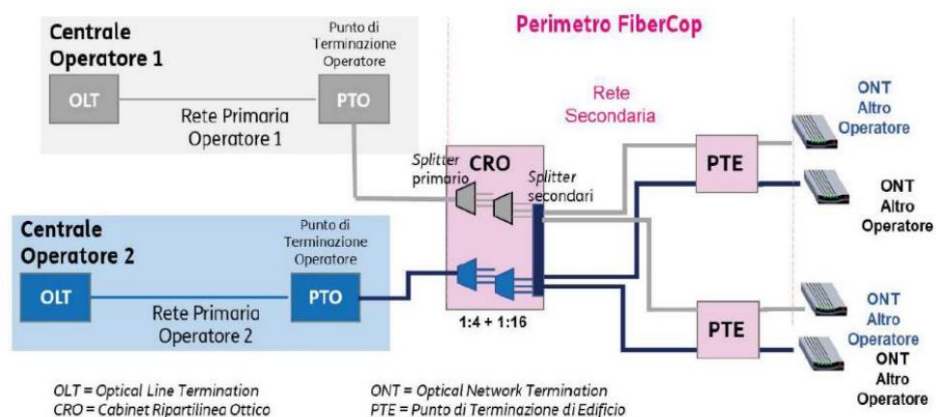 Centrale
Operatore 1
Punto di
Terminazione
Operatore
OLT
PTO
Rete Primaria
Operatore 1
Perimetro FiberCop
Rete
Secondaria
Splitter
primario
CRO
Splitter
secondari
PTE
ONT
Altro
Operatore
ONT
Altro
Operatore
Centrale
Operatore 2
Punto di
Terminazione
Operatore
OLT
PTO
Rete Primaria
Operatore 2
1:4 + 1:16
PTE
ONT
Altro
Operatore
ONT
Altro
Operatore
OLT = Optical Line Termination
CRO = Cabinet Ripartilinea Ottico
ONT = Optical Network Termination
PTE = Punto di Terminazione di Edificio